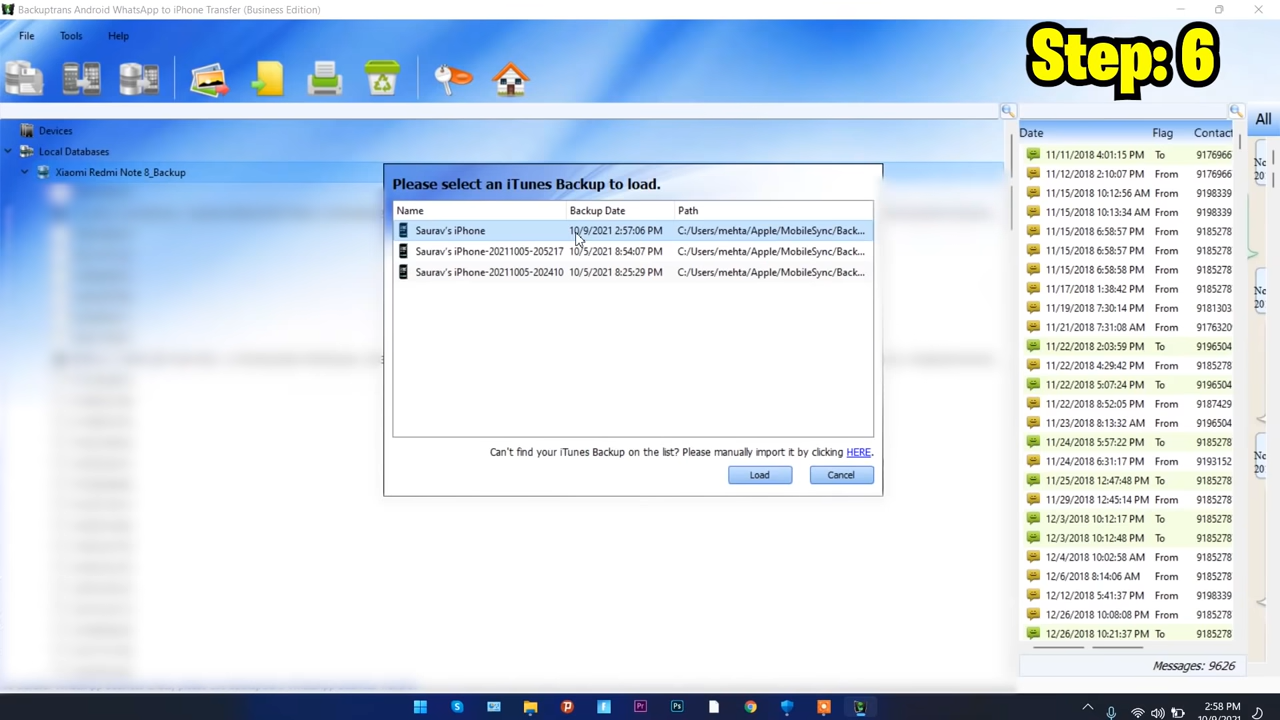 Backuptrans Android WhatsApp to iPhone Transfer (Business Edition)
File Tools Help
Step: 6
Devices
Local Databases
Xiaomi Redmi Note 8_Backup
Please select an iTunes Backup to load.
Name Backup Date Path
Saurav's iPhone 10/9/2021 2:57:06 PM C:/Users/mehta/Apple/MobileSync/Back...
Saurav's iPhone-20211005-205217 10/5/2021 8:54:07 PM C:/Users/mehta/Apple/MobileSync/Back...
Saurav's iPhone-20211005-202410 10/5/2021 8:25:29 PM C:/Users/mehta/Apple/MobileSync/Back...
Can't find your iTunes Backup on the list? Please manually import it by clicking HERE.
Load Cancel
Date Flag Contact
All
11/11/2018 4:01:15 PM To 9176966
11/12/2018 2:10:07 PM From 9176966
11/15/2018 10:12:56 AM From 9198339
11/15/2018 10:13:34 AM From 9198339
11/15/2018 6:58:57 PM From 9185278
11/15/2018 6:58:57 PM From 9185278
11/15/2018 6:58:58 PM From 9185278
11/17/2018 1:38:42 PM From 9185278
11/19/2018 7:30:14 PM From 9181303
11/21/2018 7:31:08 AM From 9176320
11/22/2018 2:03:59 PM To 9196504
11/22/2018 4:29:42 PM From 9185278
11/22/2018 5:07:24 PM To 9196504
11/22/2018 8:52:05 PM From 9187429
11/23/2018 8:13:32 AM From 9196504
11/24/2018 5:57:22 PM To 9185278
11/24/2018 6:31:17 PM From 9193152
11/25/2018 12:47:48 PM To 9185278
11/29/2018 12:45:14 PM From 9185278
12/3/2018 10:12:17 PM To 9185278
12/3/2018 10:12:48 PM To 9185278
12/4/2018 10:02:58 AM From 9185278
12/6/2018 8:14:06 AM From 9185278
12/12/2018 5:41:37 PM From 9198339
12/26/2018 10:08:08 PM From 9185278
12/26/2018 10:21:37 PM To 9185278
No
20
No
20
No
20
Messages: 9626
2:58 PM
10/9/2021